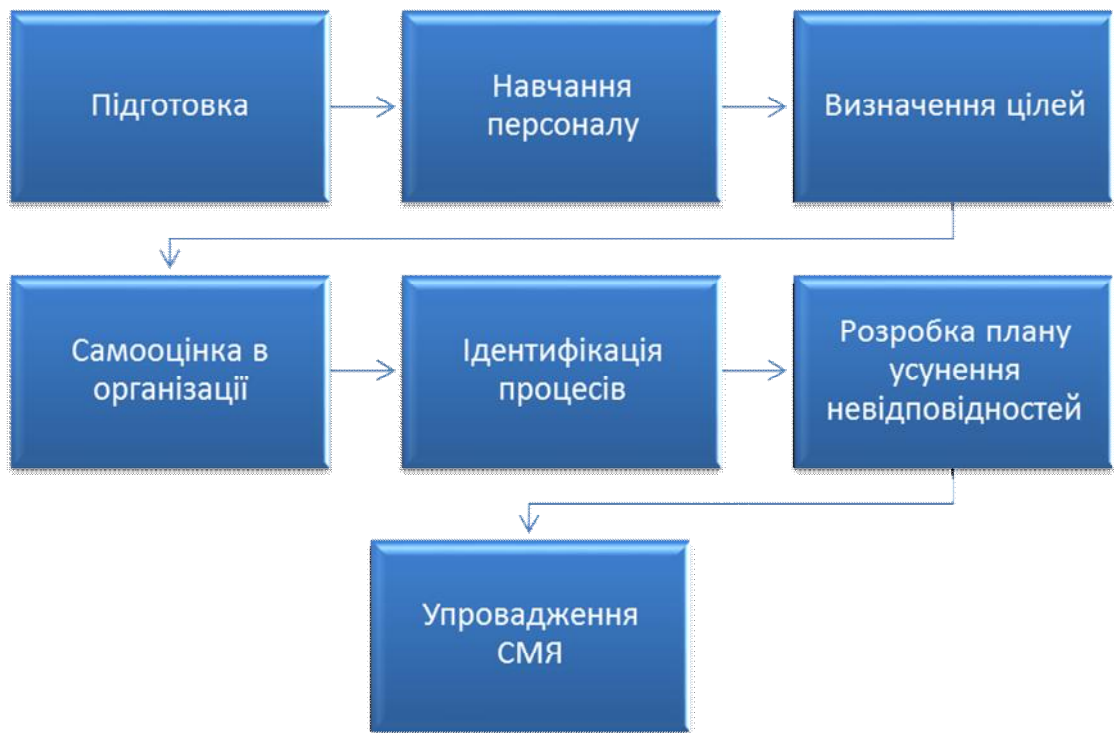 Підготовка
Навчання
персоналу
Визначення цілей
Самооцінка в
організації
Ідентифікація
процесів
Розробка плану
усунення
невідповідностей
Упровадження
СМЯ